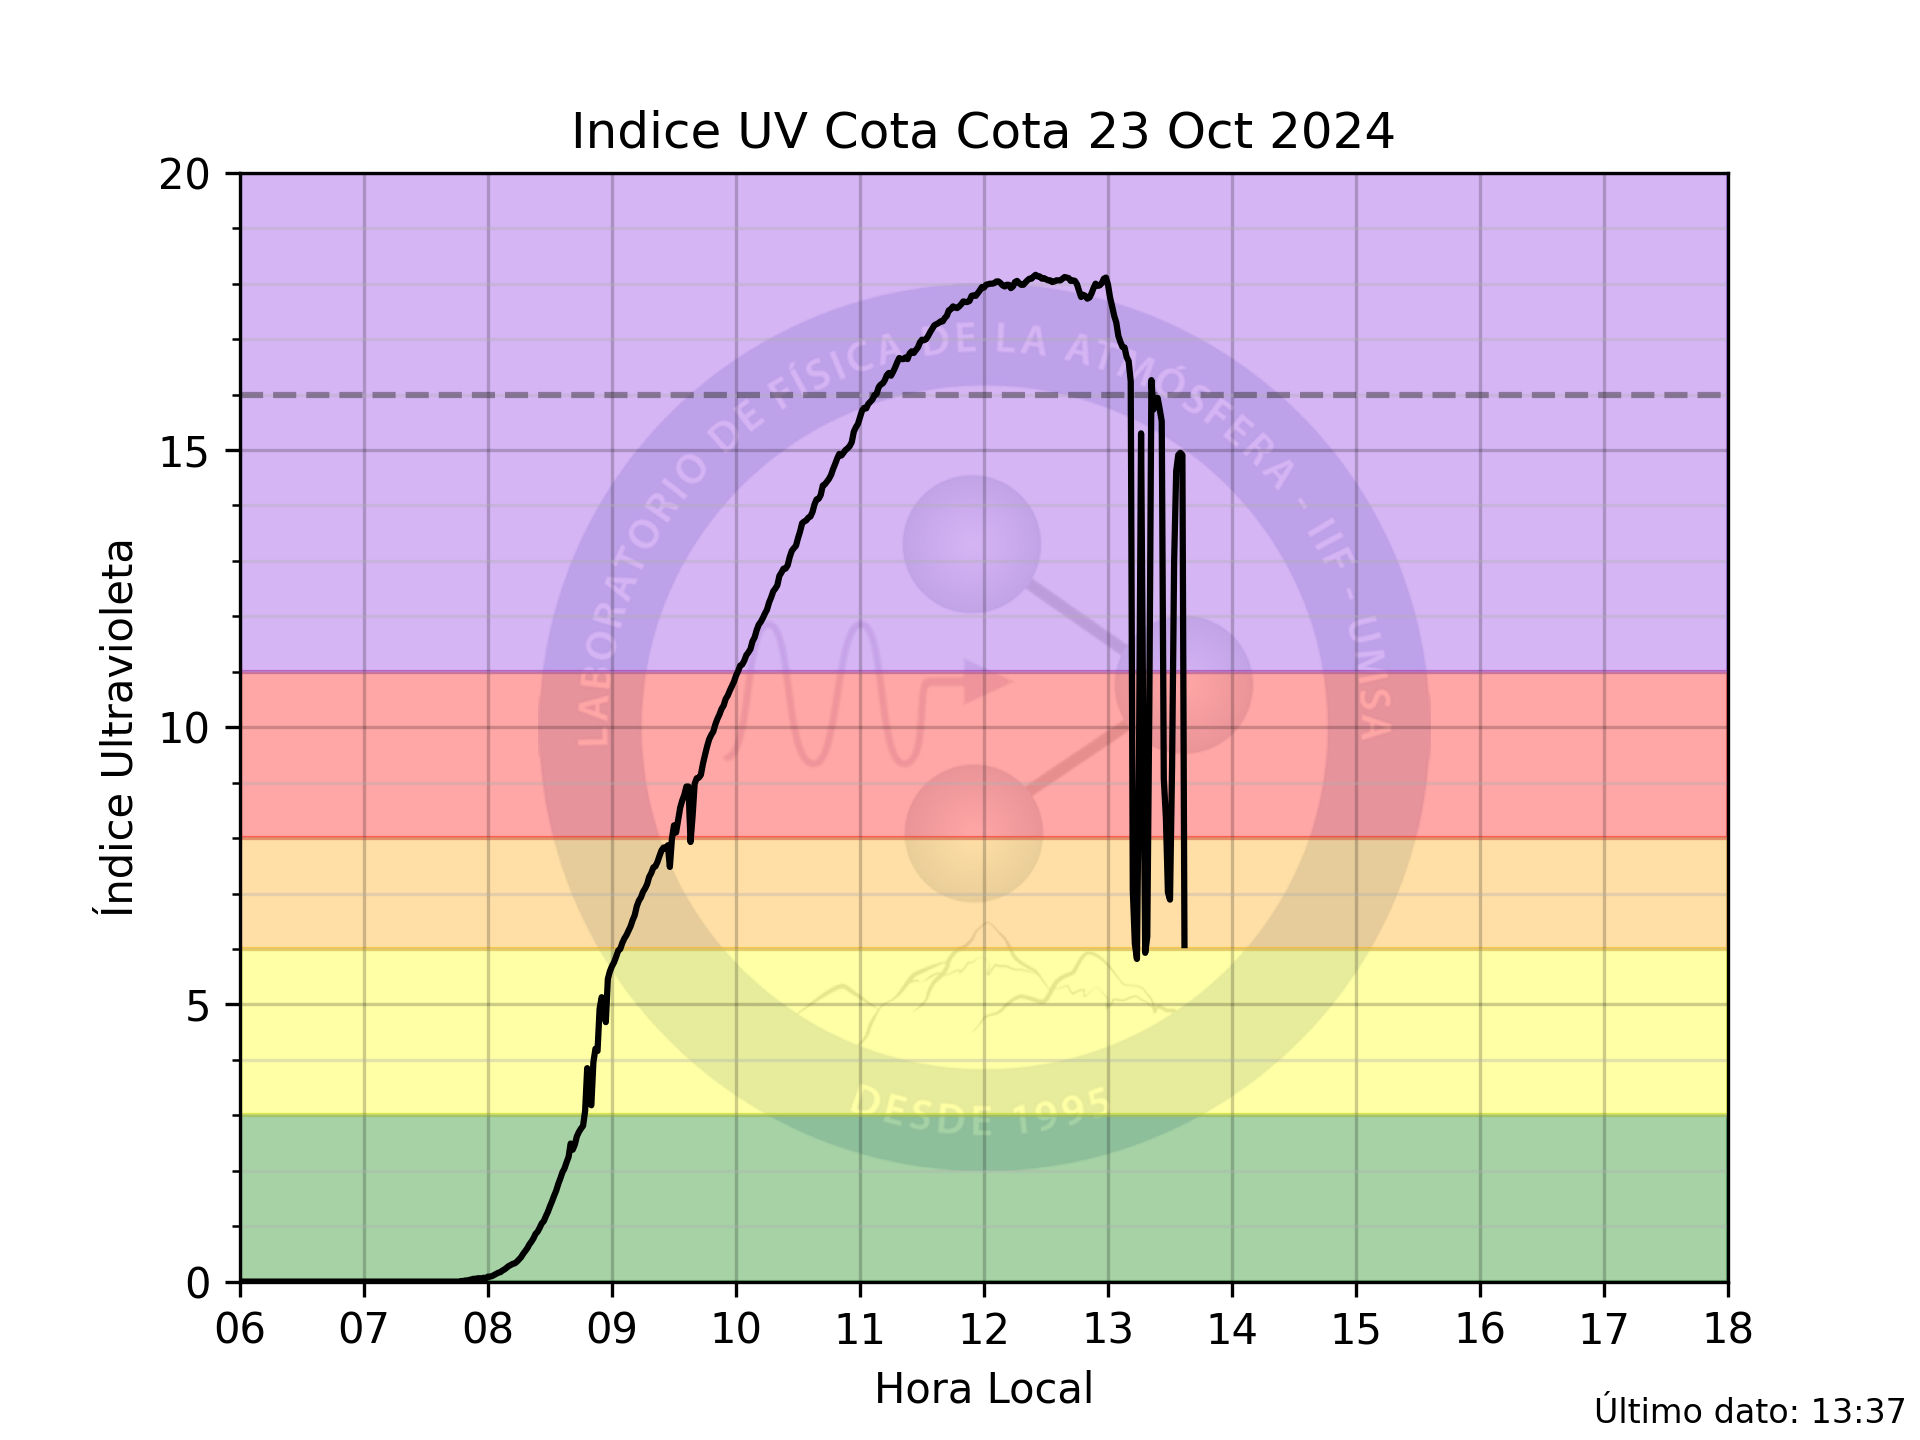 Indice UV Cota Cota 23 Oct 2024
20
15
10
5
0
Índice Ultravioleta
LABORATORIO DE FÍSICA DE LA ATMÓSFERA - IIF - UMSA
DESDE 1995
06 07 08 09 10 11 12 13 14 15 16 17 18
Hora Local
Último dato: 13:37